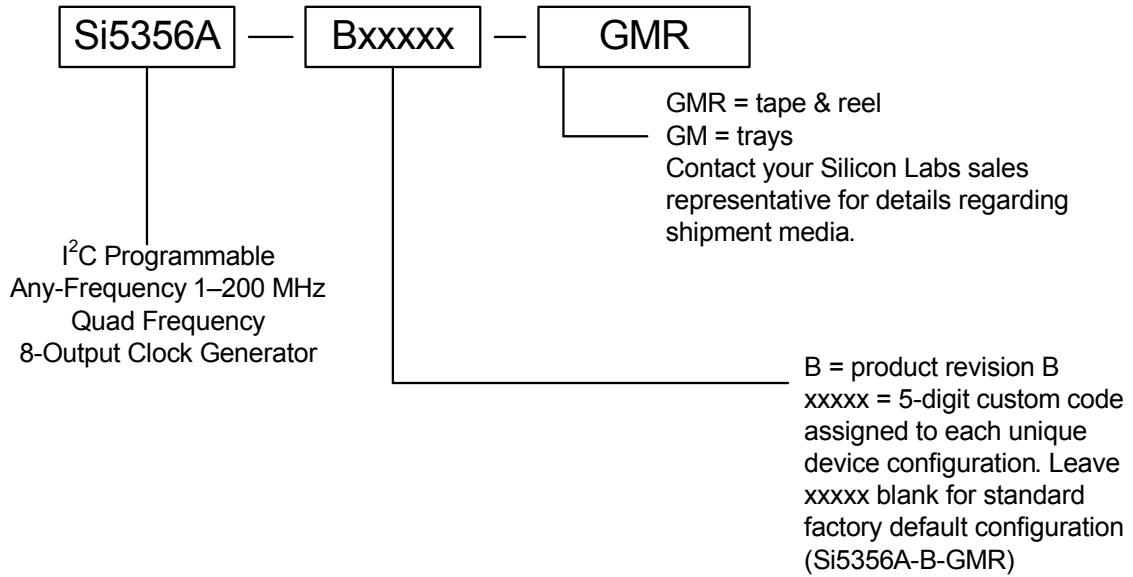 Si5356A — Bxxxxx — GMR
GMR = tape & reel
GM = trays
Contact your Silicon Labs sales
representative for details regarding
shipment media.
I²C Programmable
Any-Frequency 1–200 MHz
Quad Frequency
8-Output Clock Generator
B = product revision B
xxxxx = 5-digit custom code
assigned to each unique
device configuration. Leave
xxxxx blank for standard
factory default configuration
(Si5356A-B-GMR)